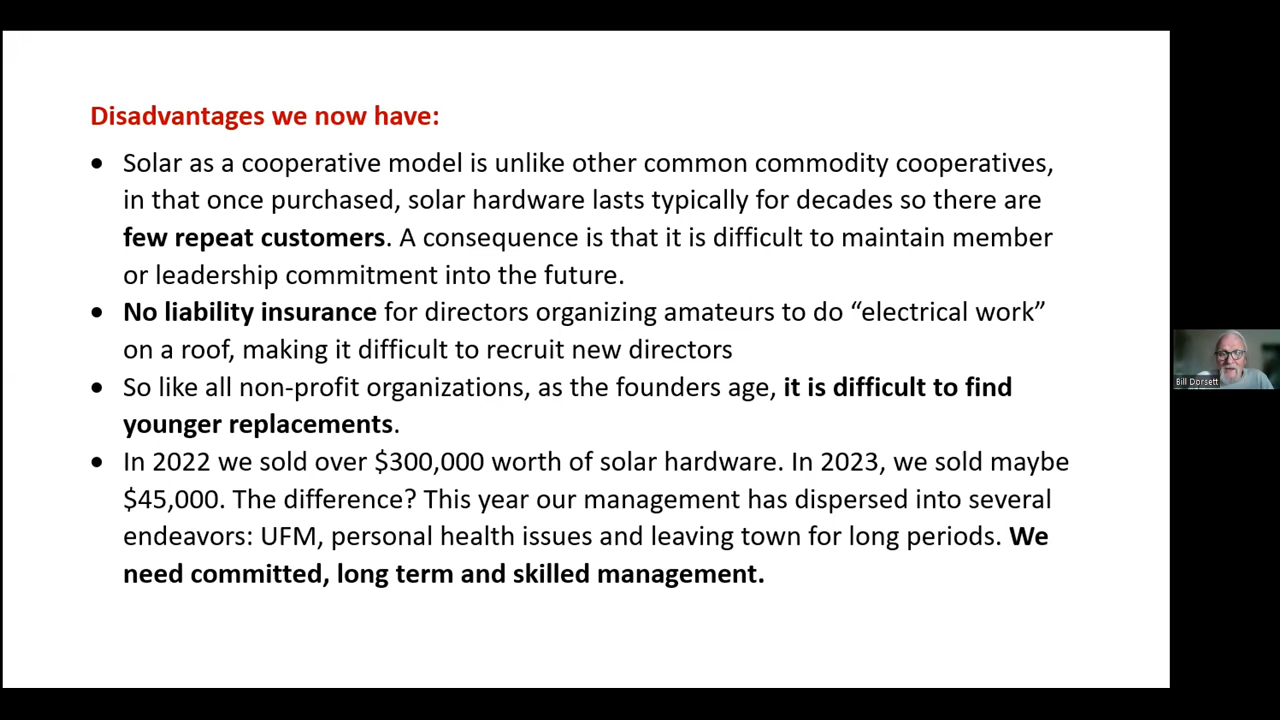 Disadvantages we now have:
• Solar as a cooperative model is unlike other common commodity cooperatives,
in that once purchased, solar hardware lasts typically for decades so there are
few repeat customers. A consequence is that it is difficult to maintain member
or leadership commitment into the future.
• No liability insurance for directors organizing amateurs to do “electrical work”
on a roof, making it difficult to recruit new directors
• So like all non-profit organizations, as the founders age, it is difficult to find
younger replacements.
• In 2022 we sold over $300,000 worth of solar hardware. In 2023, we sold maybe
$45,000. The difference? This year our management has dispersed into several
endeavors: UFM, personal health issues and leaving town for long periods. We
need committed, long term and skilled management.
Bill Dorsett